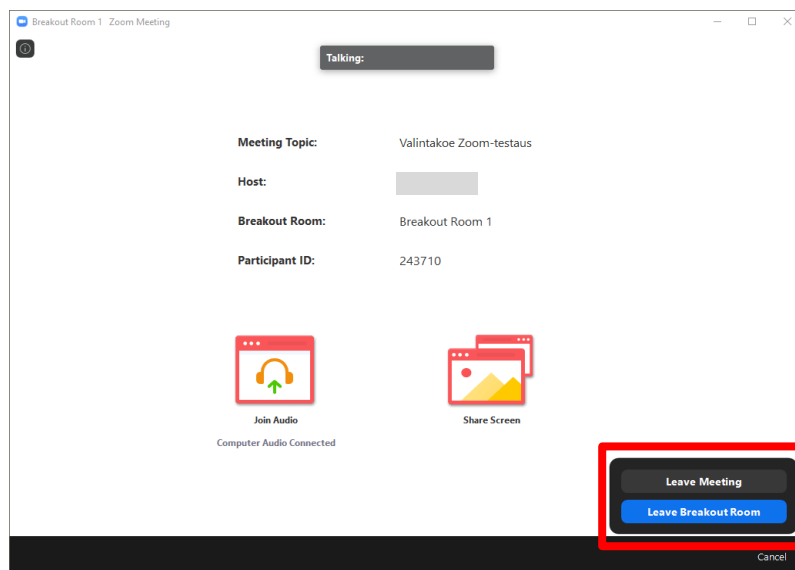 Breakout Room 1 Zoom Meeting
Talking:
Meeting Topic: Valintakoe Zoom-testaus
Host:
Breakout Room: Breakout Room 1
Participant ID: 243710
Join Audio
Share Screen
Computer Audio Connected
Leave Meeting
Leave Breakout Room
Cancel